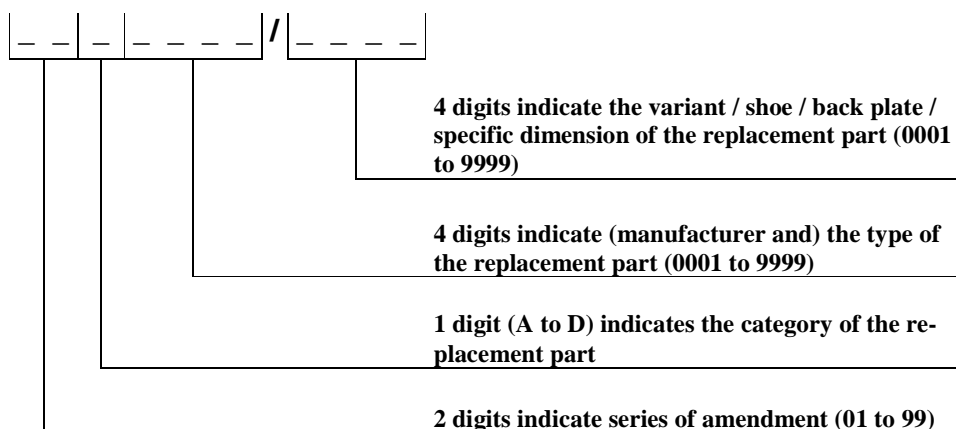 _ _ _ _ _ _ _ / _ _ _ _
4 digits indicate the variant / shoe / back plate /
specific dimension of the replacement part (0001
to 9999)
4 digits indicate (manufacturer and) the type of
the replacement part (0001 to 9999)
1 digit (A to D) indicates the category of the re-
placement part
2 digits indicate series of amendment (01 to 99)